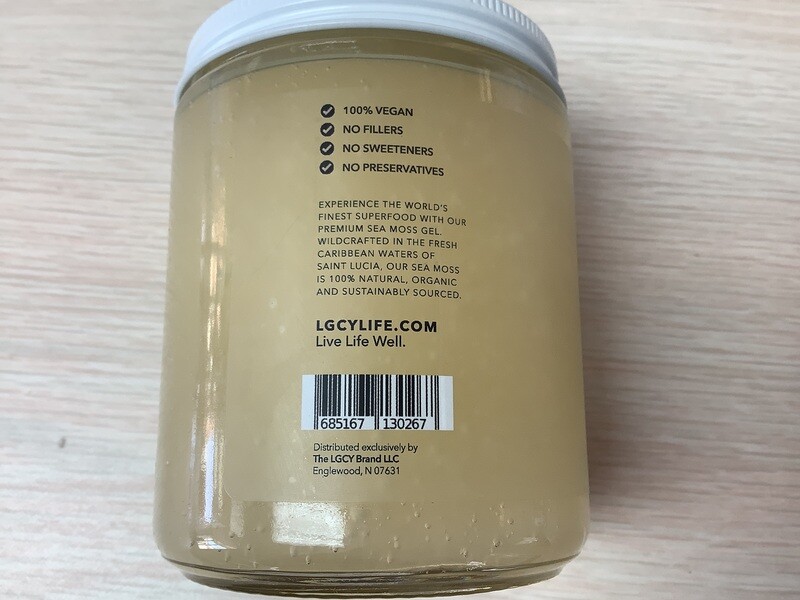 100% VEGAN
NO FILLERS
NO SWEETENERS
NO PRESERVATIVES
EXPERIENCE THE WORLD'S
FINEST SUPERFOOD WITH OUR
PREMIUM SEA MOSS GEL.
WILDCRAFTED IN THE FRESH
CARIBBEAN WATERS OF
SAINT LUCIA, OUR SEA MOSS
IS 100% NATURAL, ORGANIC
AND SUSTAINABLY SOURCED.
LGCYLIFE.COM
Live Life Well.
685167 130267
Distributed exclusively by
The LGCY Brand LLC
Englewood, N 07631